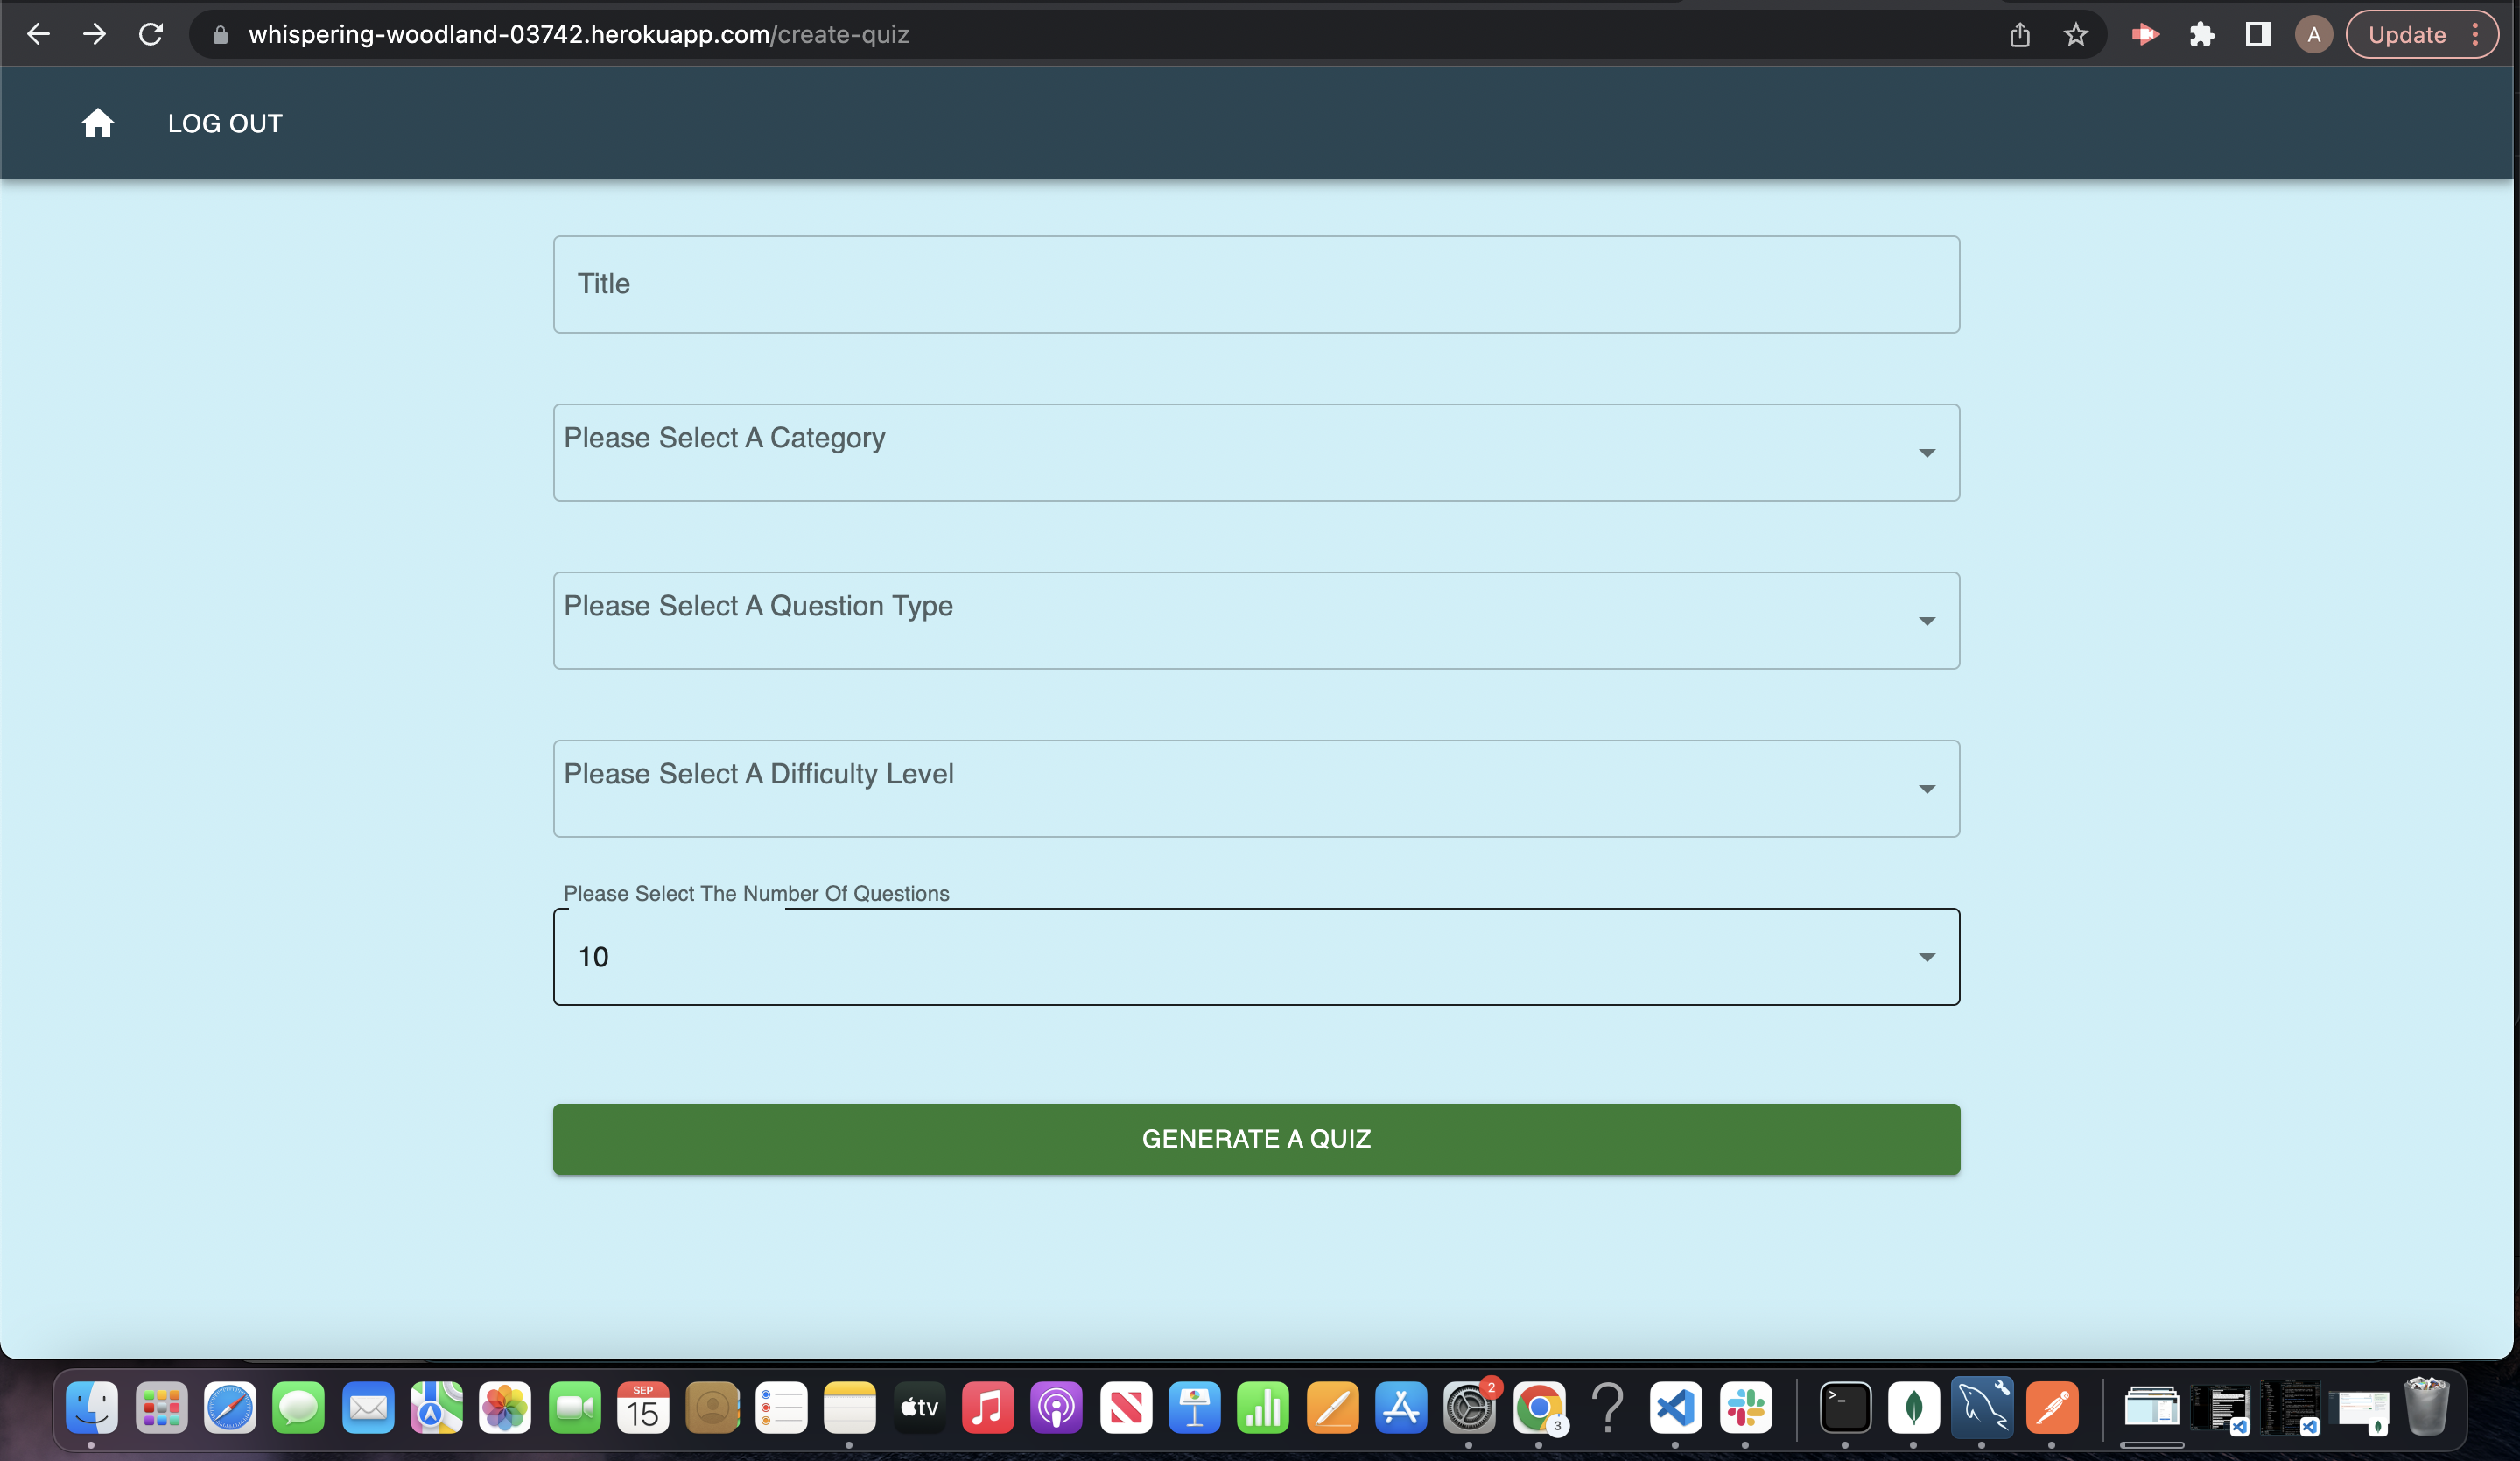 whispering-woodland-03742.herokuapp.com/create-quiz
A
Update
LOG OUT
Title
Please Select A Category
Please Select A Question Type
Please Select A Difficulty Level
Please Select The Number Of Questions
10
GENERATE A QUIZ
SEP
15
tv
2
3